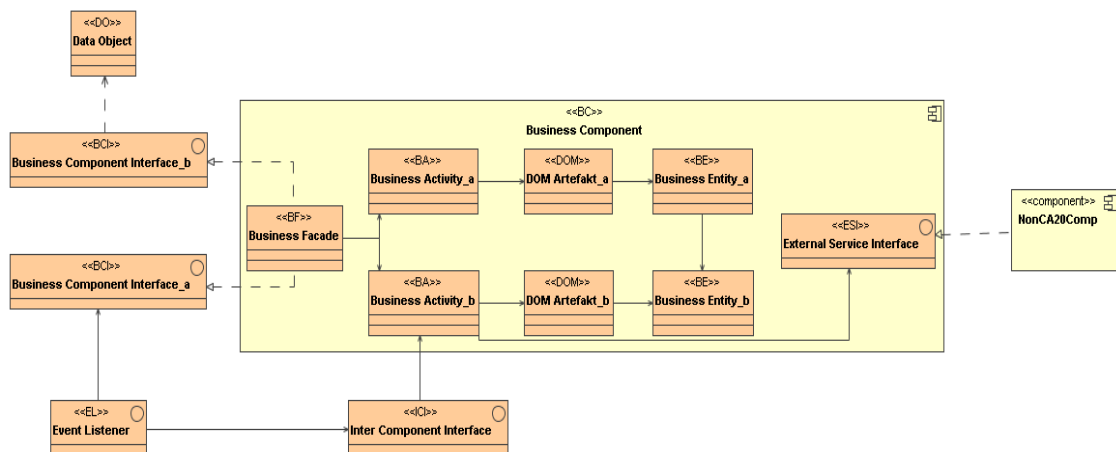 <<DO>>
Data Object
<<BC>>
Business Component
<<BCI>>
Business Component Interface_b
<<BA>>
Business Activity_a
<<DOM>>
DOM Artefakt_a
<<BE>>
Business Entity_a
<<component>>
NonCA20Comp
<<BF>>
Business Facade
<<ESI>>
External Service Interface
<<BCI>>
Business Component Interface_a
<<BA>>
Business Activity_b
<<DOM>>
DOM Artefakt_b
<<BE>>
Business Entity_b
<<EL>>
Event Listener
<<ICI>>
Inter Component Interface